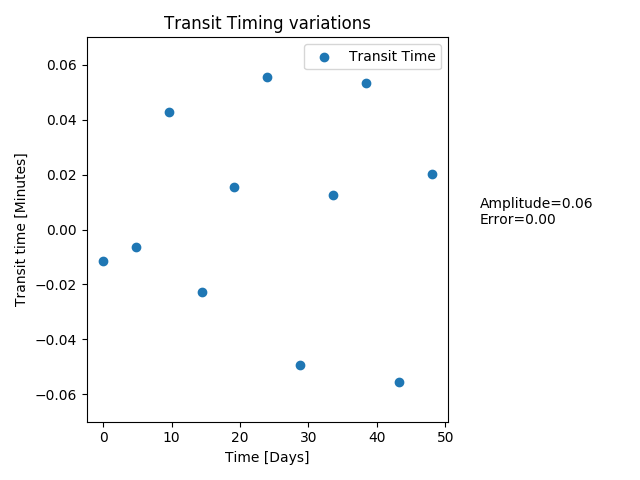 Transit Timing variations
Transit Time
0.06
0.04
0.02
0.00
−0.02
−0.04
−0.06
Transit time [Minutes]
Amplitude=0.06
Error=0.00
0 10 20 30 40 50
Time [Days]